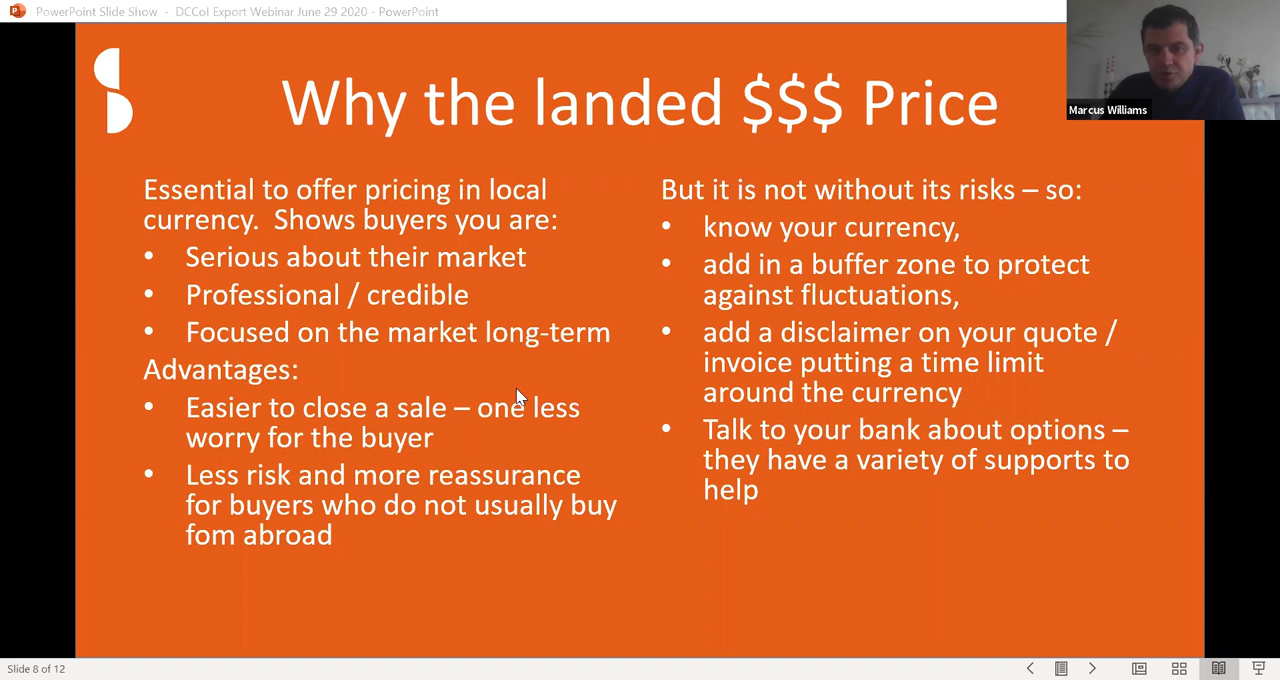 PowerPoint Slide Show - DCCoI Export Webinar June 29 2020 - PowerPoint
Marcus Williams
Why the landed $$$ Price
Essential to offer pricing in local
currency. Shows buyers you are:
• Serious about their market
• Professional / credible
• Focused on the market long-term
Advantages:
• Easier to close a sale – one less
worry for the buyer
• Less risk and more reassurance
for buyers who do not usually buy
fom abroad
But it is not without its risks – so:
• know your currency,
• add in a buffer zone to protect
against fluctuations,
• add a disclaimer on your quote /
invoice putting a time limit
around the currency
• Talk to your bank about options –
they have a variety of supports to
help
Slide 8 of 12